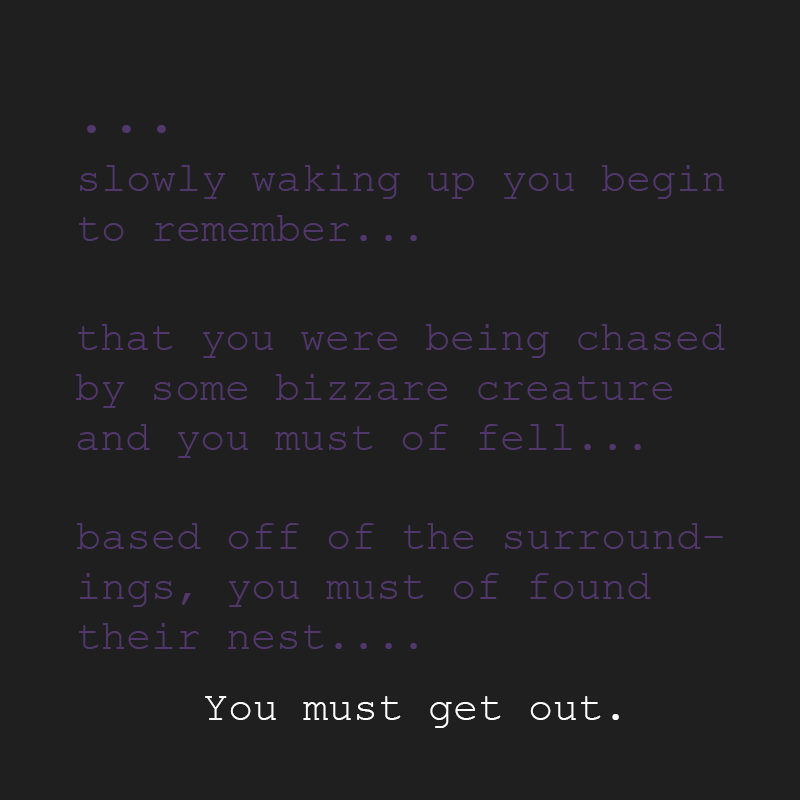 ...
slowly waking up you begin
to remember...
that you were being chased
by some bizzare creature
and you must of fell...
based off of the surround-
ings, you must of found
their nest....
You must get out.